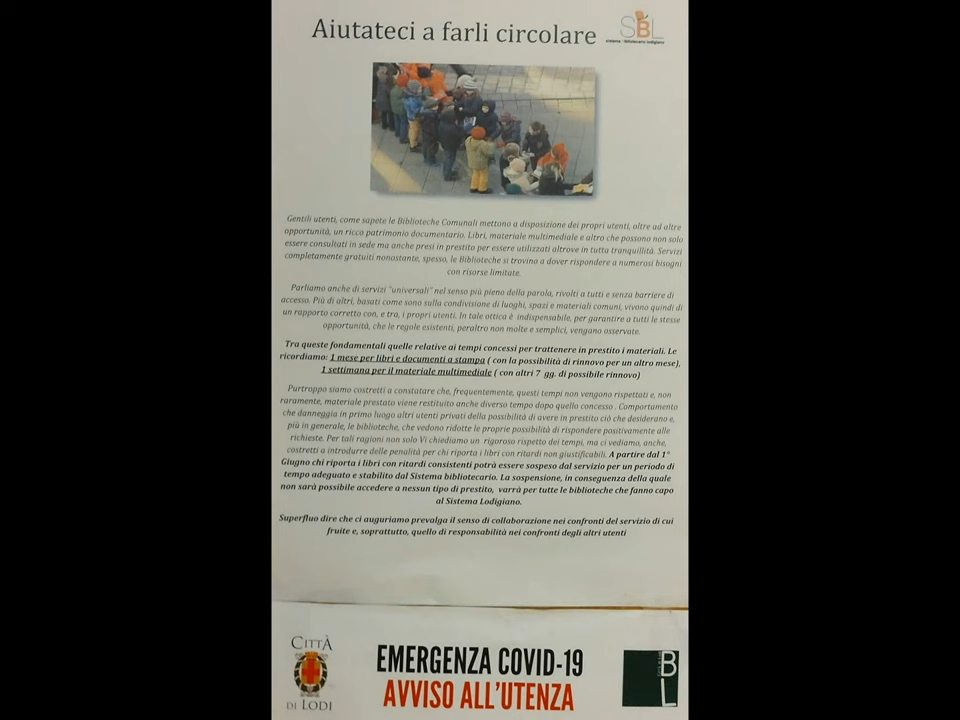 Aiutateci a farli circolare
SBL
sistema bibliotecario lodigiano
Gentili utenti, come sapete le Biblioteche Comunali mettono a disposizione dei propri utenti, oltre ad altre
opportunità, un ricco patrimonio documentario. Libri, materiale multimediale e altro che possono non solo
essere consultati in sede ma anche presi in prestito per essere utilizzati altrove in tutta tranquillità. Servizi
completamente gratuiti nonostante, spesso, le Biblioteche si trovino a dover rispondere a numerosi bisogni
con risorse limitate.
Parliamo anche di servizi "universali" nel senso più pieno della parola, rivolti a tutti e senza barriere di
accesso. Più di altri, basati come sono sulla condivisione di luoghi, spazi e materiali comuni, vivono quindi di
un rapporto corretto con, e tra, i propri utenti. In tale ottica è indispensabile, per garantire a tutti le stesse
opportunità, che le regole esistenti, peraltro non molte e semplici, vengano osservate.
Tra queste fondamentali quelle relative ai tempi concessi per trattenere in prestito i materiali. Le
ricordiamo: 1 mese per libri e documenti a stampa ( con la possibilità di rinnovo per un altro mese),
1 settimana per il materiale multimediale ( con altri 7 gg. di possibile rinnovo)
Purtroppo siamo costretti a constatare che, frequentemente, questi tempi non vengono rispettati e, non
raramente, materiale prestato viene restituito anche diverso tempo dopo quello concesso . Comportamento
che danneggia in primo luogo altri utenti privati della possibilità di avere in prestito ciò che desiderano e,
più in generale, le biblioteche, che vedono ridotte le proprie possibilità di rispondere positivamente alle
richieste. Per tali ragioni non solo Vi chiediamo un rigoroso rispetto dei tempi, ma ci vediamo, anche,
costretti a introdurre delle penalità per chi riporta i libri con ritardi non giustificabili. A partire dal 1°
Giugno chi riporta i libri con ritardi consistenti potrà essere sospeso dal servizio per un periodo di
tempo adeguato e stabilito dal Sistema bibliotecario. La sospensione, in conseguenza della quale
non sarà possibile accedere a nessun tipo di prestito, varrà per tutte le biblioteche che fanno capo
al Sistema Lodigiano.
Superfluo dire che ci auguriamo prevalga il senso di collaborazione nei confronti del servizio di cui
fruite e, soprattutto, quello di responsabilità nei confronti degli altri utenti
CITTÀ
DI LODI
EMERGENZA COVID-19
AVVISO ALL'UTENZA
BL